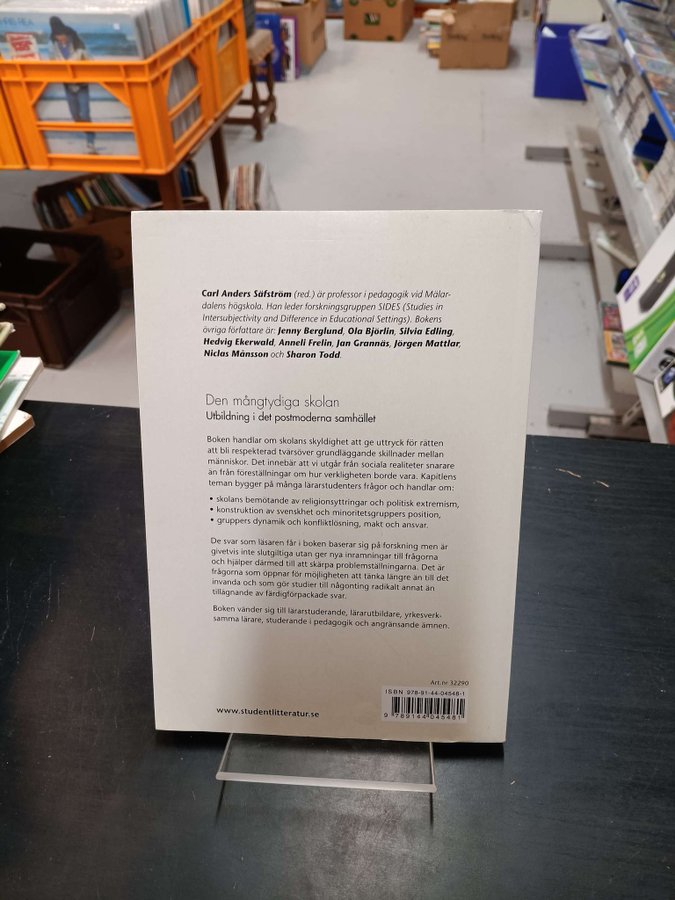 Carl Anders Säfström (red.) är professor i pedagogik vid Mälar-
dalens högskola. Han leder forskningsgruppen SIDES (Studies in
Intersubjectivity and Difference in Educational Settings). Bokens
övriga författare är: Jenny Berglund, Ola Björlin, Silvia Edling,
Hedvig Ekerwald, Anneli Frelin, Jan Grannäs, Jörgen Mattlar,
Niclas Månsson och Sharon Todd.
Den mångtydiga skolan
Utbildning i det postmoderna samhället
Boken handlar om skolans skyldighet att ge uttryck för rätten
att bli respekterad tvärsöver grundläggande skillnader mellan
människor. Det innebär att vi utgår från sociala realiteter snarare
än från föreställningar om hur verkligheten borde vara. Kapitlens
teman bygger på många lärarstudenters frågor och handlar om:
• skolans bemötande av religionsyttringar och politisk extremism,
• konstruktion av svenskhet och minoritetsgruppers position,
• gruppers dynamik och konfliktlösning, makt och ansvar.
De svar som läsaren får i boken baserar sig på forskning men är
givetvis inte slutgiltiga utan ger nya inramningar till frågorna
och hjälper därmed till att skärpa problemställningarna. Det är
frågorna som öppnar för möjligheten att tänka längre än till det
invanda och som gör studier till någonting radikalt annat än
tillägnande av färdigförpackade svar.
Boken vänder sig till lärarstuderande, lärarutbildare, yrkesverk-
samma lärare, studerande i pedagogik och angränsande ämnen.
Art.nr 32290
ISBN 978-91-44-04548-1
9 789144 045481
www.studentlitteratur.se